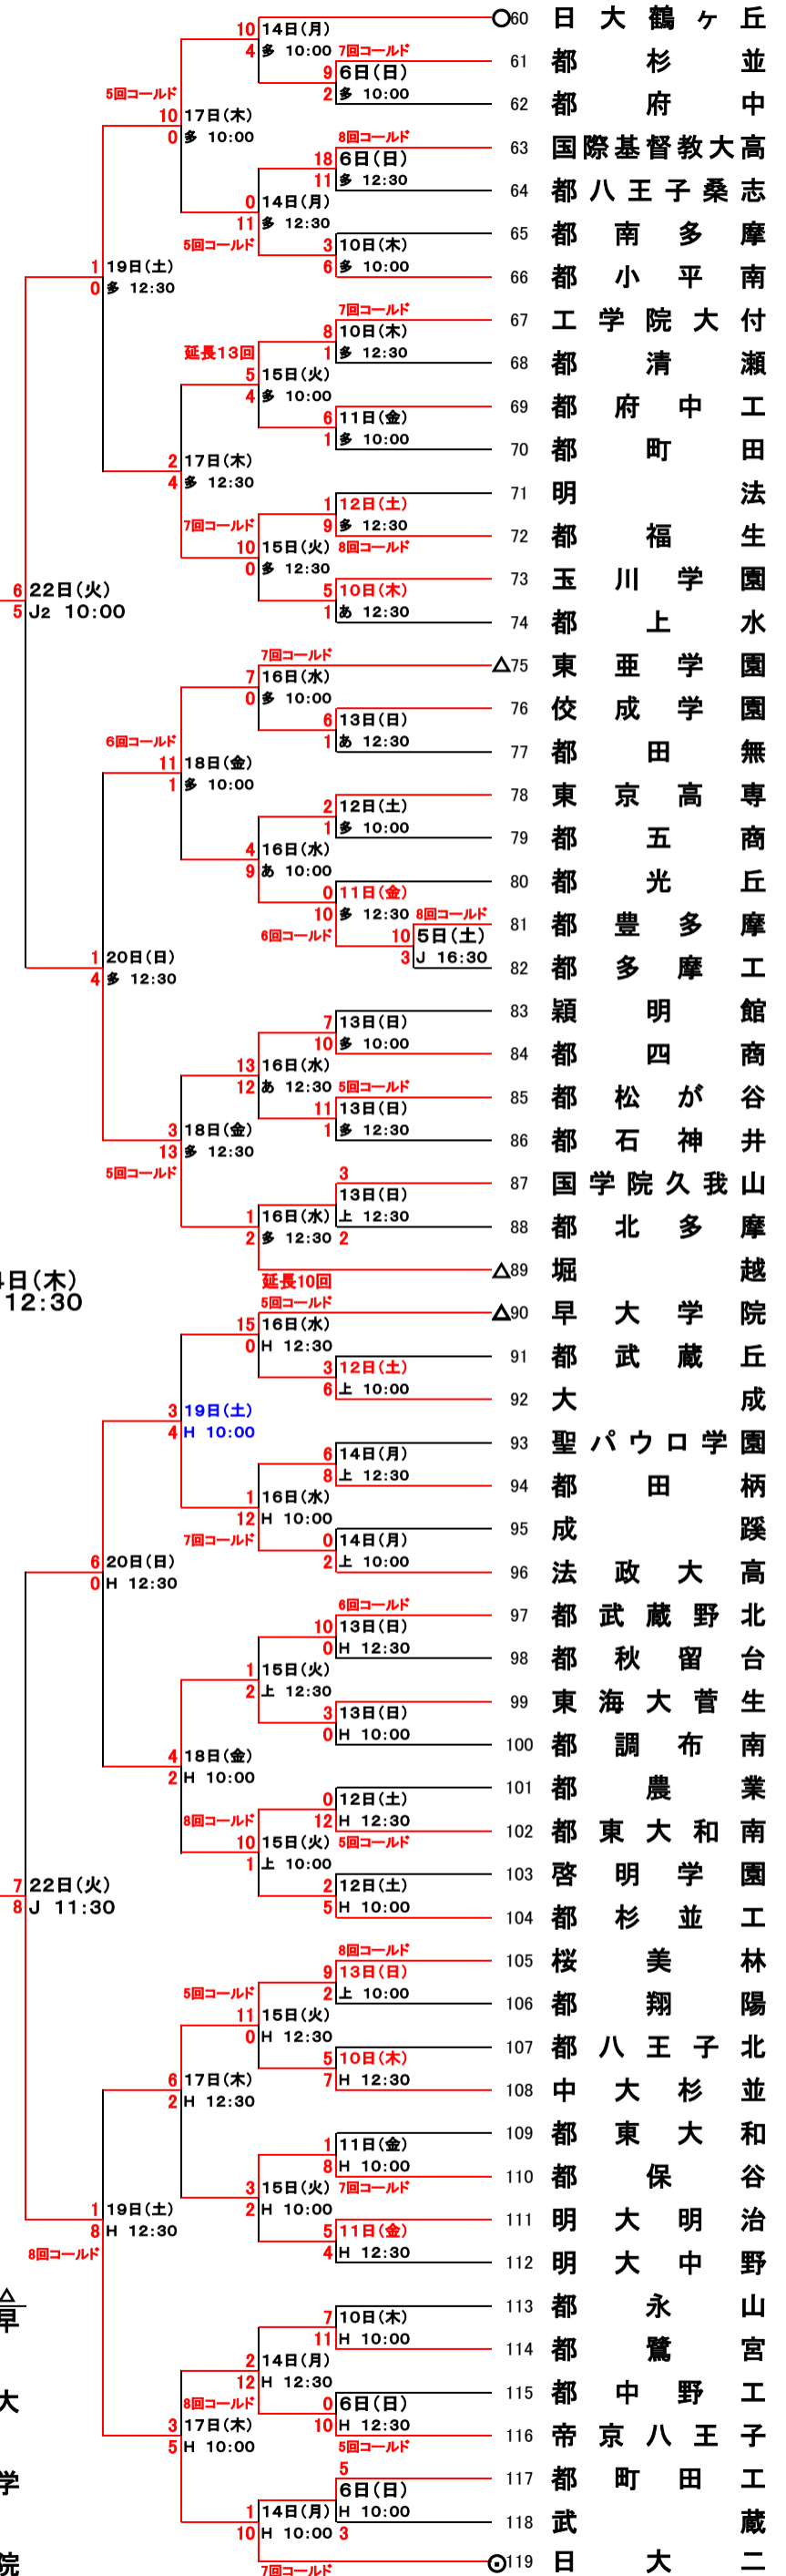 10 14日(月) 60 日大鶴ヶ丘
4 多 10:00 7回コールド
9 6日(日) 61 都杉並
5回コールド 2 多 10:00 62 都府中
10 17日(木)
0 多 10:00 8回コールド
18 6日(日) 63 国際基督教大高
11 多 12:30 64 都八王子桑志
0 14日(月)
11 多 12:30 65 都南多摩
5回コールド 3 10日(木)
6 多 10:00 66 都小平南
1 19日(土)
0 多 12:30
7回コールド 67 工学院大付
8 10日(木)
延長13回 1 多 12:30 68 都清瀬
5 15日(火)
4 多 10:00 69 都府中工
6 11日(金)
1 多 10:00 70 都町田
2 17日(木)
4 多 12:30 71 明法
1 12日(土)
7回コールド 9 多 12:30 72 都福生
10 15日(火) 8回コールド
0 多 12:30 73 玉川学園
5 10日(木)
1 あ 12:30 74 都上水
6 22日(火)
5 J2 10:00
7回コールド △75 東亜学園
7 16日(水)
0 多 10:00 76 佼成学園
6 13日(日)
6回コールド 1 あ 12:30 77 都田無
11 18日(金)
1 多 10:00 78 東京高専
2 12日(土)
1 多 10:00 79 都五商
4 16日(水)
9 あ 10:00 80 都光丘
0 11日(金)
10 多 12:30 8回コールド 81 都豊多摩
6回コールド 10 5日(土)
3 J 16:30 82 都多摩工
1 20日(日)
4 多 12:30
83 穎明館
7 13日(日)
10 多 10:00 84 都四商
13 16日(水)
12 あ 12:30 5回コールド 85 都松が谷
11 13日(日)
1 多 12:30 86 都石神井
3 18日(金)
13 多 12:30
5回コールド 3 87 国学院久我山
13日(日)
上 12:30 88 都北多摩
1 16日(水) 2
2 多 12:30
△89 堀越
延長10回
4日(木)
12:30
5回コールド △90 早大学院
15 16日(水)
0 H 12:30 91 都武蔵丘
3 12日(土)
6 上 10:00 92 大成
3 19日(土)
4 H 10:00 93 聖パウロ学園
6 14日(月)
8 上 12:30 94 都田柄
1 16日(水)
12 H 10:00 95 成蹊
7回コールド 0 14日(月)
2 上 10:00 96 法政大高
6 20日(日)
0 H 12:30
6回コールド 97 都武蔵野北
10 13日(日)
0 H 12:30 98 都秋留台
1 15日(火)
2 上 12:30 99 東海大菅生
3 13日(日)
0 H 10:00 100 都調布南
4 18日(金)
2 H 10:00 101 都農業
0 12日(土)
8回コールド 12 H 12:30 102 都東大和南
10 15日(火) 5回コールド
1 上 10:00 103 啓明学園
2 12日(土)
5 H 10:00 104 都杉並工
7 22日(火)
8 J 11:30
8回コールド 105 桜美林
9 13日(日)
5回コールド 2 上 10:00 106 都翔陽
11 15日(火)
0 H 12:30 107 都八王子北
5 10日(木)
7 H 12:30 108 中大杉並
6 17日(木)
2 H 12:30 109 都東大和
1 11日(金)
8 H 10:00 110 都保谷
3 15日(火) 7回コールド
2 H 10:00 111 明大明治
5 11日(金)
4 H 12:30 112 明大中野
1 19日(土)
8 H 12:30
8回コールド
△
早
113 都永山
7 10日(木)
11 H 10:00 114 都鷺宮
2 14日(月)
12 H 12:30 115 都中野工
大 8回コールド 0 6日(日)
10 H 12:30 116 帝京八王子
5回コールド
3 17日(木)
5 H 10:00 5 117 都町田工
学 6日(日)
H 10:00 118 武蔵
1 14日(月) 3
10 H 10:00
院 7回コールド 119 日大二